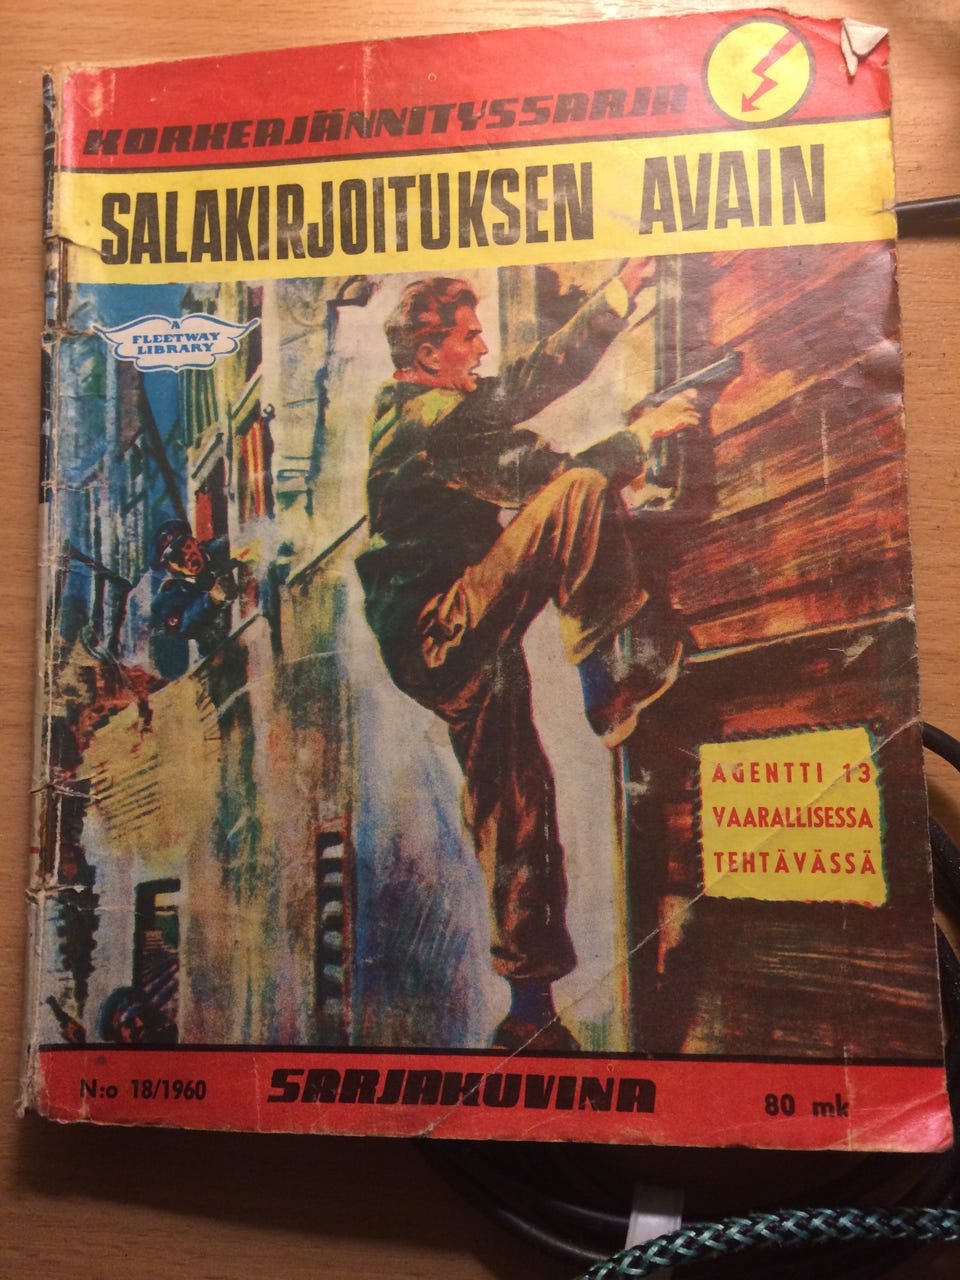 KORKEAJÄNNITYSSARJA
SALAKIRJOITUKSEN AVAIN
A
FLEETWAY
LIBRARY
AGENTTI 13
VAARALLISESSA
TEHTÄVÄSSÄ
N:o 18/1960
SARJAKUVINA
80 mk